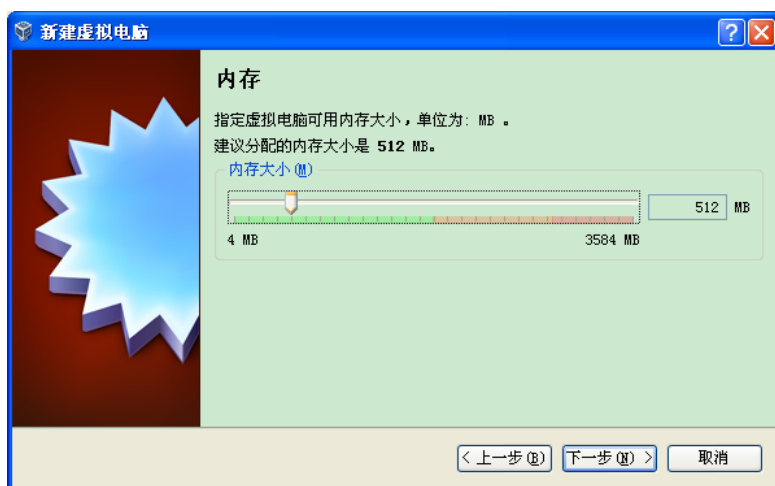 新建虚拟电脑
内存
指定虚拟电脑可用内存大小，单位为: MB 。
建议分配的内存大小是 512 MB。
内存大小(M)
512 MB
4 MB 3584 MB
< 上一步(B) 下一步(N) > 取消